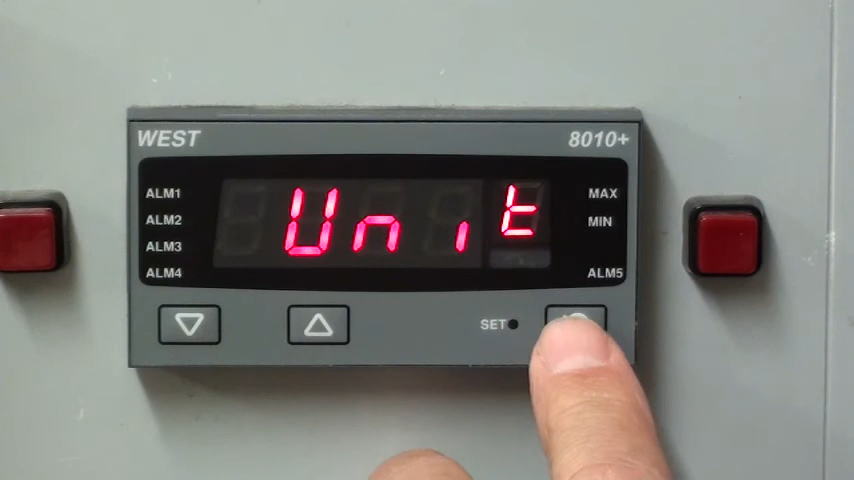 WEST 8010+
ALM1
ALM2
ALM3
ALM4
Unit
MAX
MIN
ALM5
SET